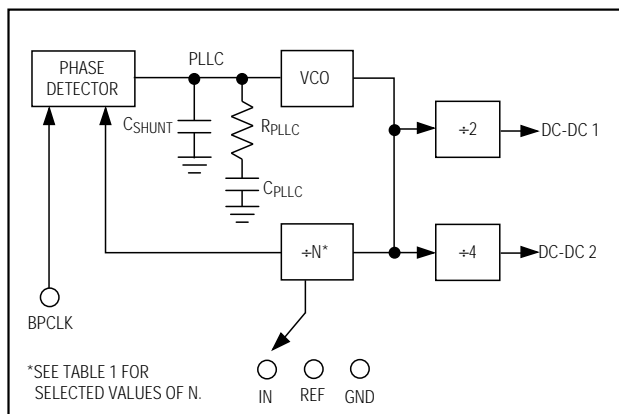 PHASE
DETECTOR
PLLC
VCO
CSHUNT
RPLLC
CPLLC
÷2
DC-DC 1
÷N*
÷4
DC-DC 2
BPCLK
*SEE TABLE 1 FOR
SELECTED VALUES OF N.
IN
REF
GND